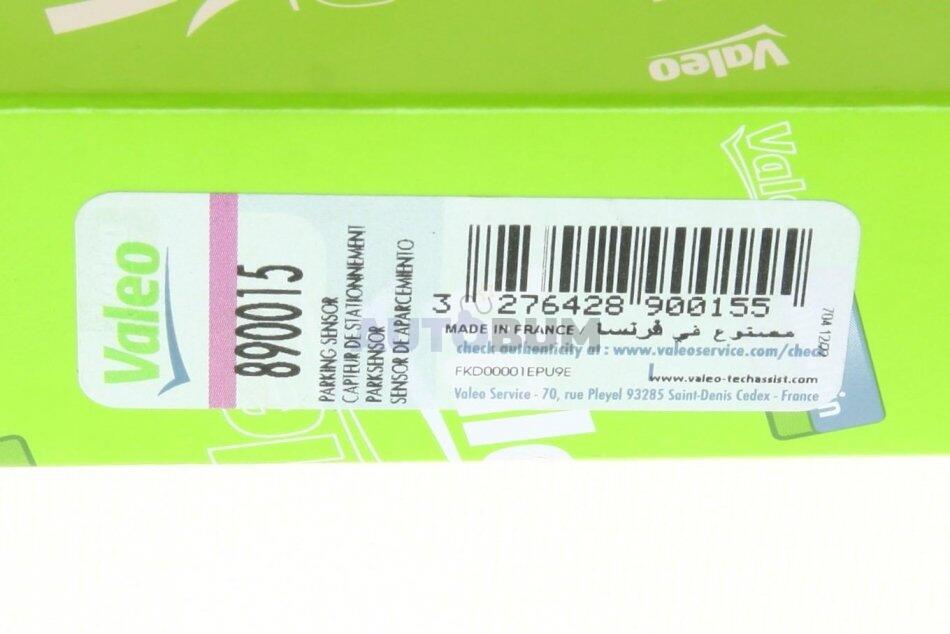 Valeo
Valeo
Valeo
890015
PARKING SENSOR
CAPTEUR DE STATIONNEMENT
PARKSENSOR
SENSOR DE APARCEMIENTO
3 276428 900155
MADE IN FRANCE / مصنوع في فرنسا
check authenticity at : www.valeoservice.com/check
FKD00001EPU9E
www.valeo-techassist.com
Valeo Service - 70, rue Pleyel 93285 Saint-Denis Cedex - France
AUTOBUM